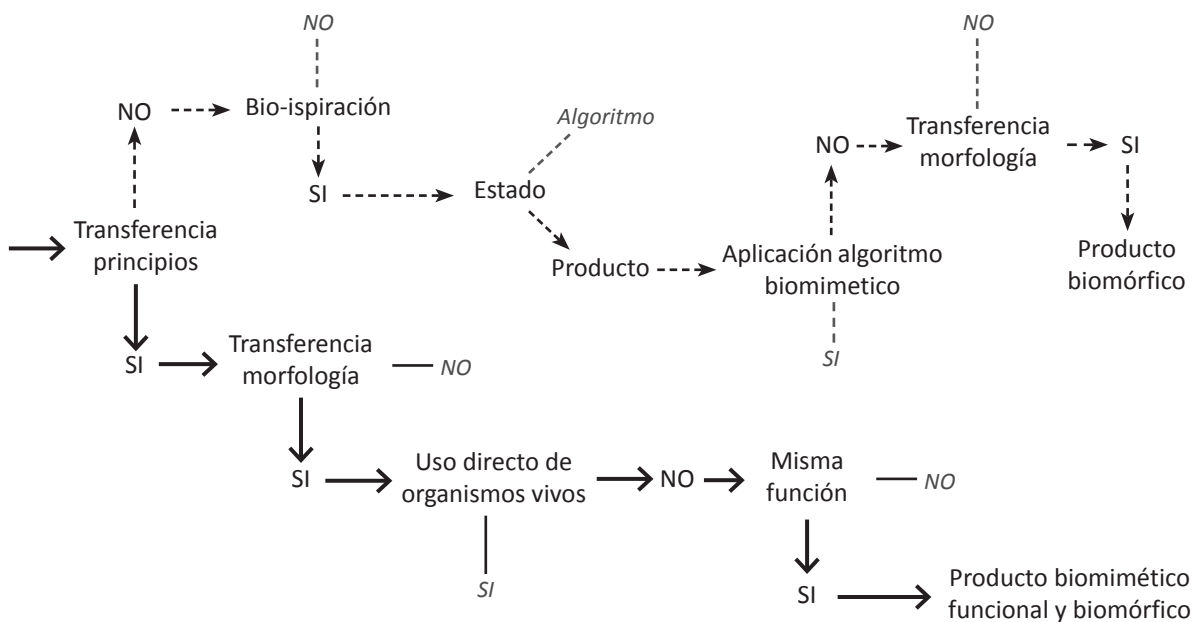 NO
NO
NO
Bio-ispiración
Algoritmo
NO
Transferencia
morfología
SI
SI
Estado
Transferencia
principios
Producto
Aplicación algoritmo
biomimetico
Producto
biomórfico
SI
SI
Transferencia
morfología
NO
SI
Uso directo de
organismos vivos
NO
Misma
función
NO
SI
SI
Producto biomimético
funcional y biomórfico